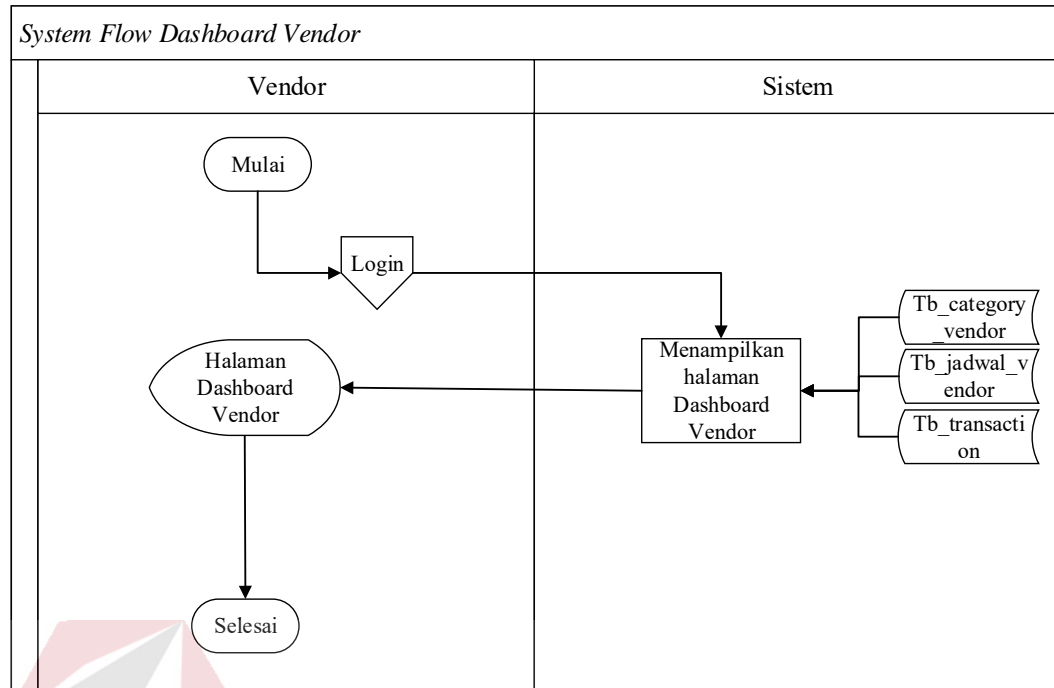 System Flow Dashboard Vendor
Vendor
Sistem
Mulai
Login
Halaman
Dashboard
Vendor
Selesai
Menampilkan
halaman
Dashboard
Vendor
Tb_category
_vendor
Tb_jadwal_v
endor
Tb_transacti
on